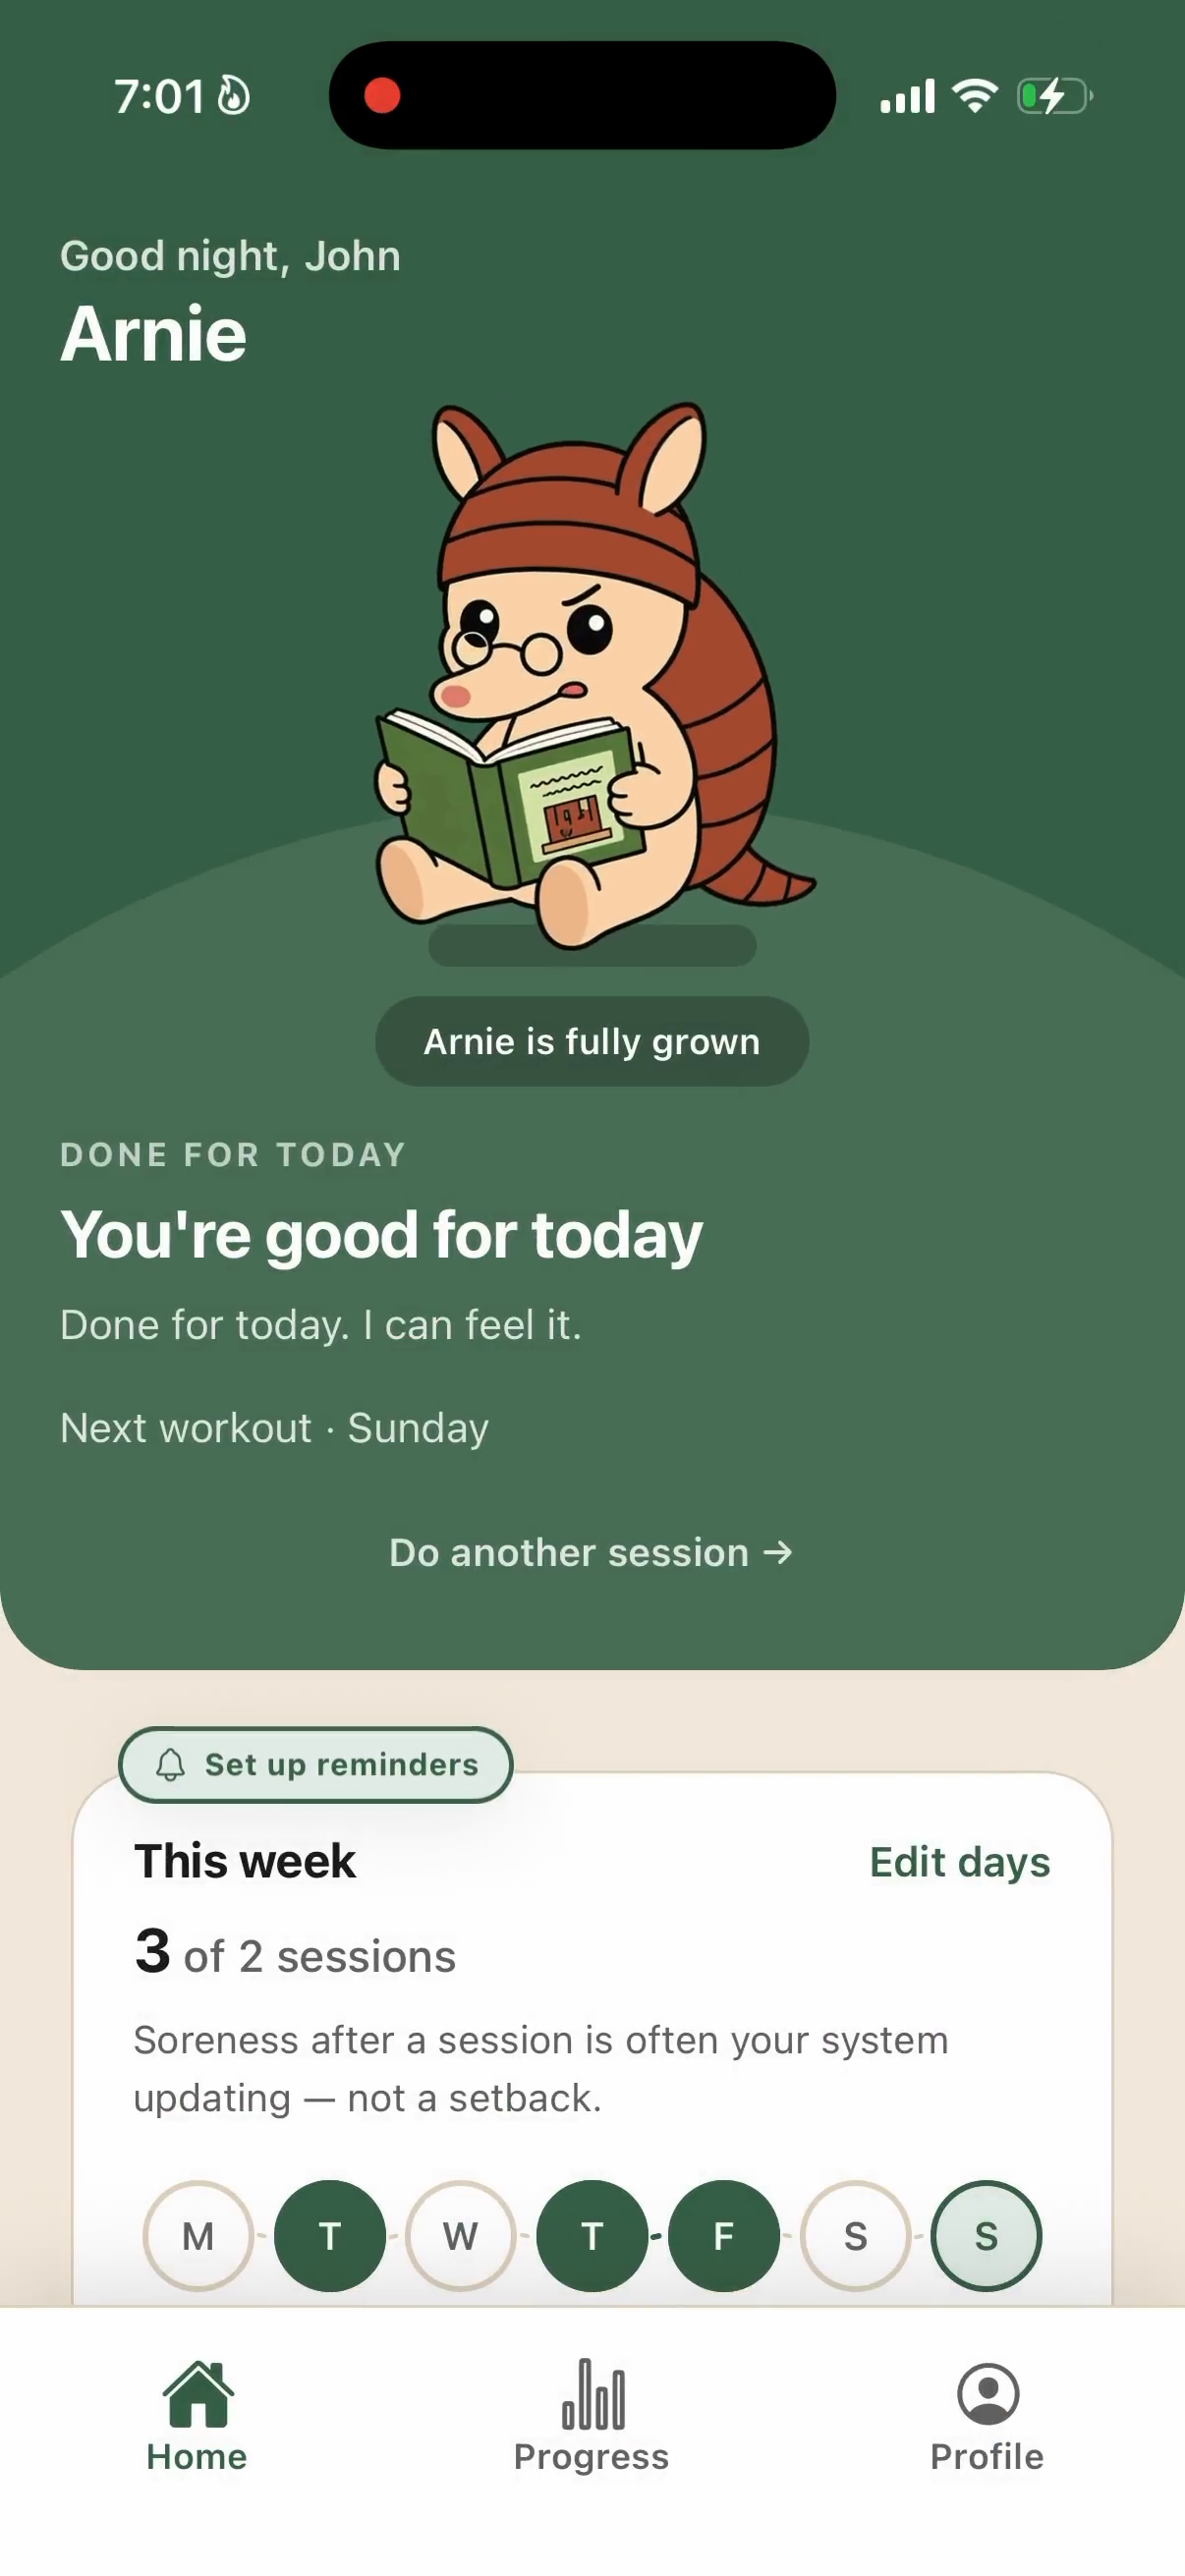 7:01
Good night, John
Arnie
Arnie is fully grown
DONE FOR TODAY
You're good for today
Done for today. I can feel it.
Next workout · Sunday
Do another session →
Set up reminders
This week
Edit days
3 of 2 sessions
Soreness after a session is often your system
updating — not a setback.
M T W T F S S
Home
Progress
Profile